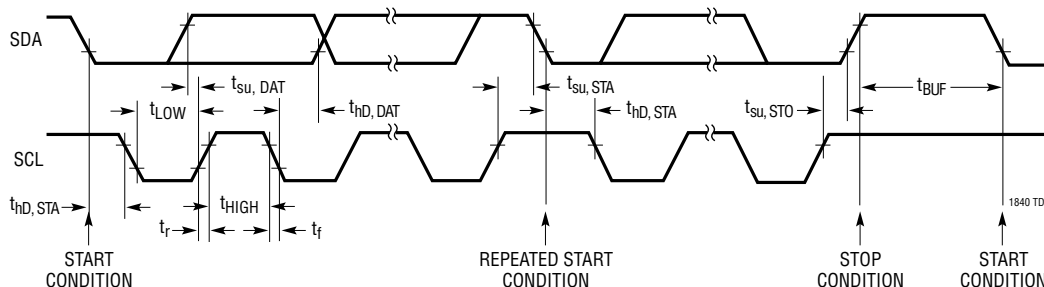 SDA
tsu, DAT
tLOW
thD, DAT
tsu, STA
thD, STA
tsu, STO
tBUF
SCL
thD, STA
tr
tHIGH
tf
1840 TD
START
CONDITION
REPEATED START
CONDITION
STOP
CONDITION
START
CONDITION